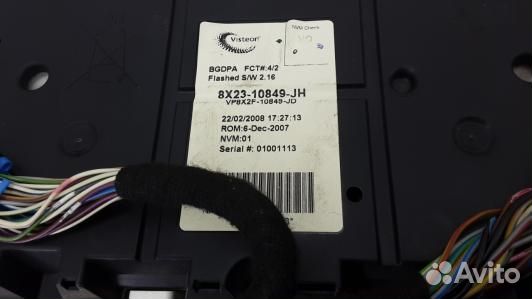 Visteon
NVM Check
BGDPA FCT#:4/2
Flashed S/W 2.16
8X23-10849-JH
VP8X2F-10849-JD
22/02/2008 17:27:13
ROM:6-Dec-2007
NVM:01
Serial #: 01001113
Avito